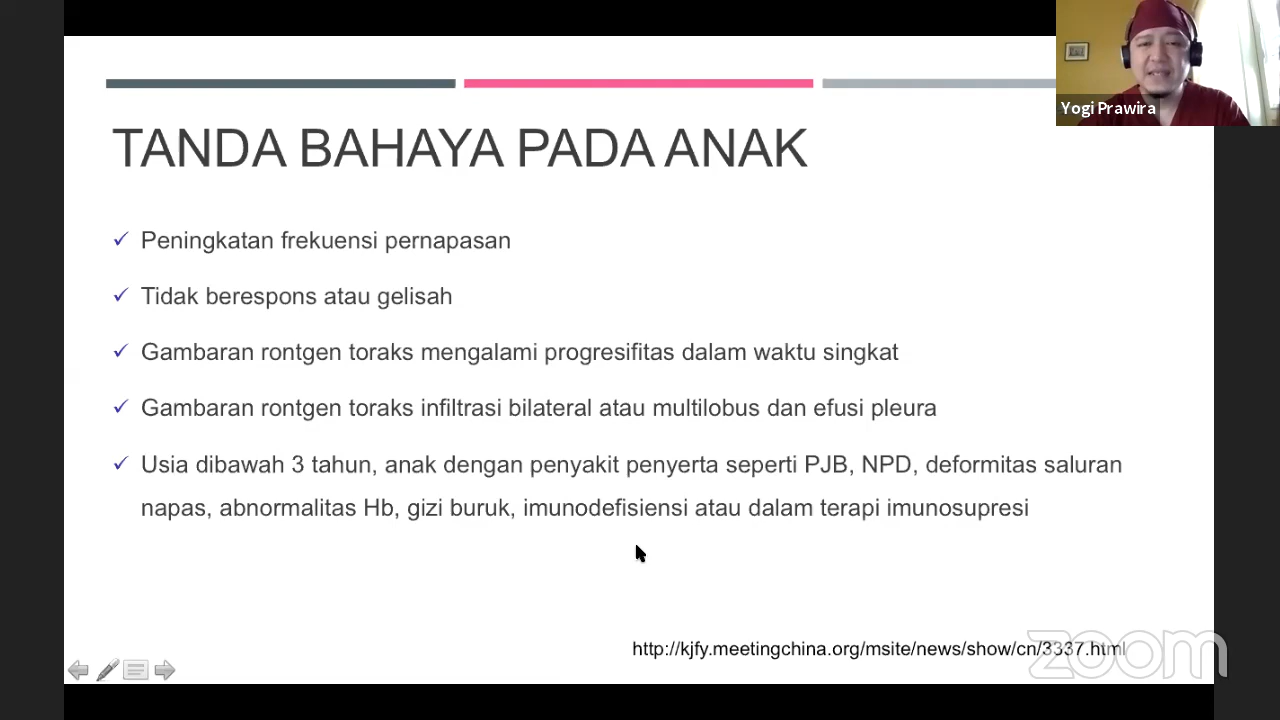 Yogi Prawira
TANDA BAHAYA PADA ANAK
Peningkatan frekuensi pernapasan
Tidak berespons atau gelisah
Gambaran rontgen toraks mengalami progresifitas dalam waktu singkat
Gambaran rontgen toraks infiltrasi bilateral atau multilobus dan efusi pleura
Usia dibawah 3 tahun, anak dengan penyakit penyerta seperti PJB, NPD, deformitas saluran
napas, abnormalitas Hb, gizi buruk, imunodefisiensi atau dalam terapi imunosupresi
http://kjfy.meetingchina.org/msite/news/show/cn/3337.html
zoom